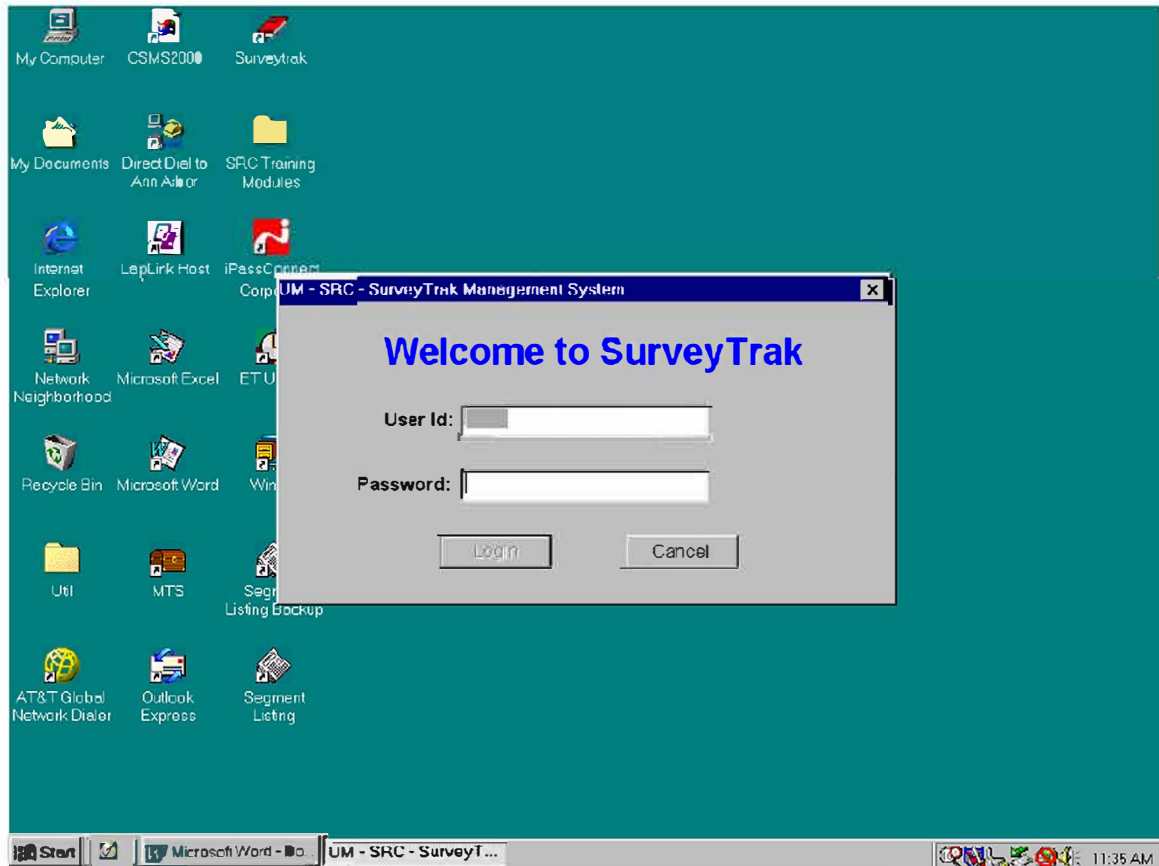 My Computer
CSMS2000
Surveytrak
My Documents
Direct Dial to
Ann Arbor
SRC Training
Modules
Internet
Explorer
LapLink Host
iPassConnect
Corp
Network
Neighborhood
Microsoft Excel
ET U
Recycle Bin
Microsoft Word
Win
Util
MTS
Segm
Listing Backup
AT&T Global
Network Dialer
Outlook
Express
Segment
Listing
UM - SRC - SurveyTrak Management System
Welcome to SurveyTrak
User Id:
Password:
Login
Cancel
Start
Microsoft Word - Do...
UM - SRC - SurveyT...
11:35 AM